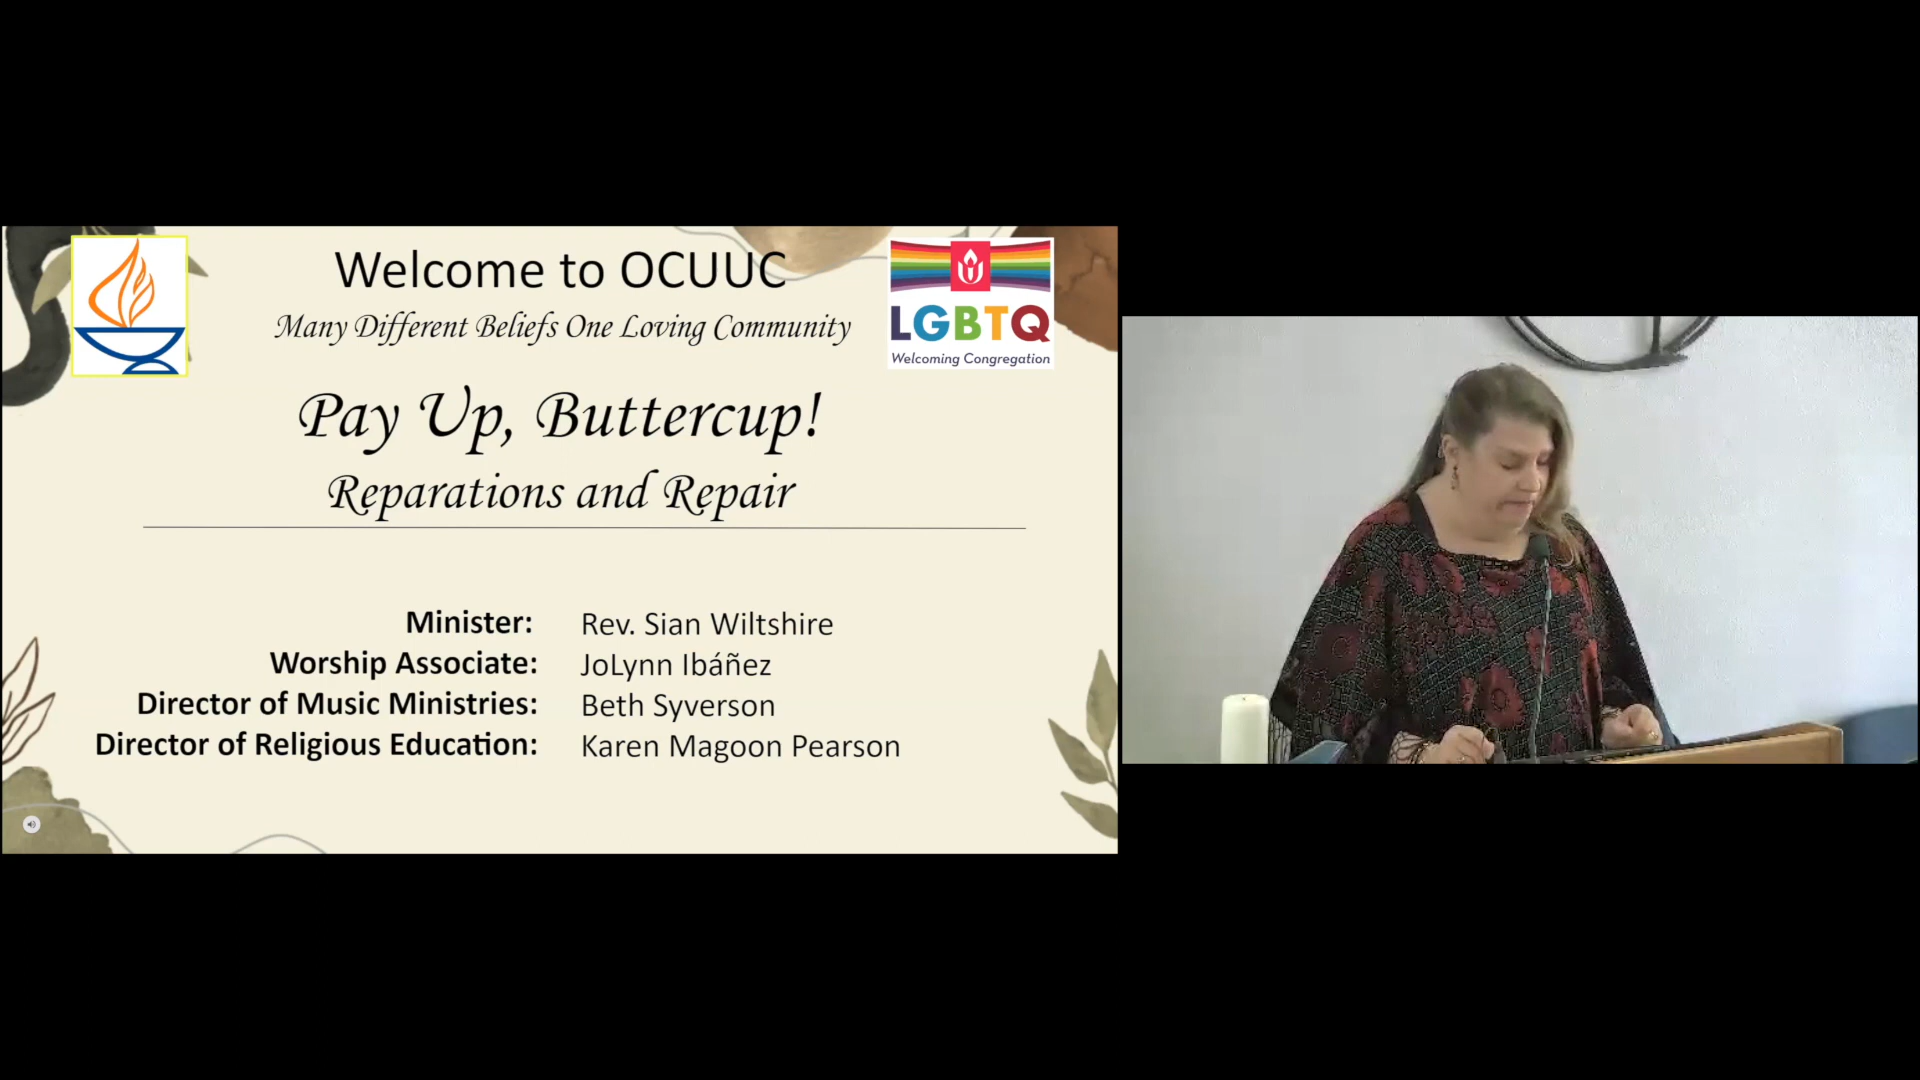 Welcome to OCUUC
Many Different Beliefs One Loving Community
LGBTQ
Welcoming Congregation
Pay Up, Buttercup!
Reparations and Repair
Minister: Rev. Sian Wiltshire
Worship Associate: JoLynn Ibáñez
Director of Music Ministries: Beth Syverson
Director of Religious Education: Karen Magoon Pearson